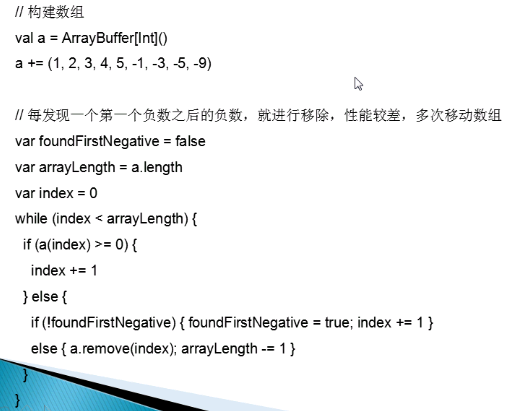 // 构建数组
val a = ArrayBuffer[Int]()
a += (1, 2, 3, 4, 5, -1, -3, -5, -9)
// 每发现一个第一个负数之后的负数，就进行移除，性能较差，多次移动数组
var foundFirstNegative = false
var arrayLength = a.length
var index = 0
while (index < arrayLength) {
if (a(index) >= 0) {
index += 1
} else {
if (!foundFirstNegative) { foundFirstNegative = true; index += 1 }
else { a.remove(index); arrayLength -= 1 }
}
}